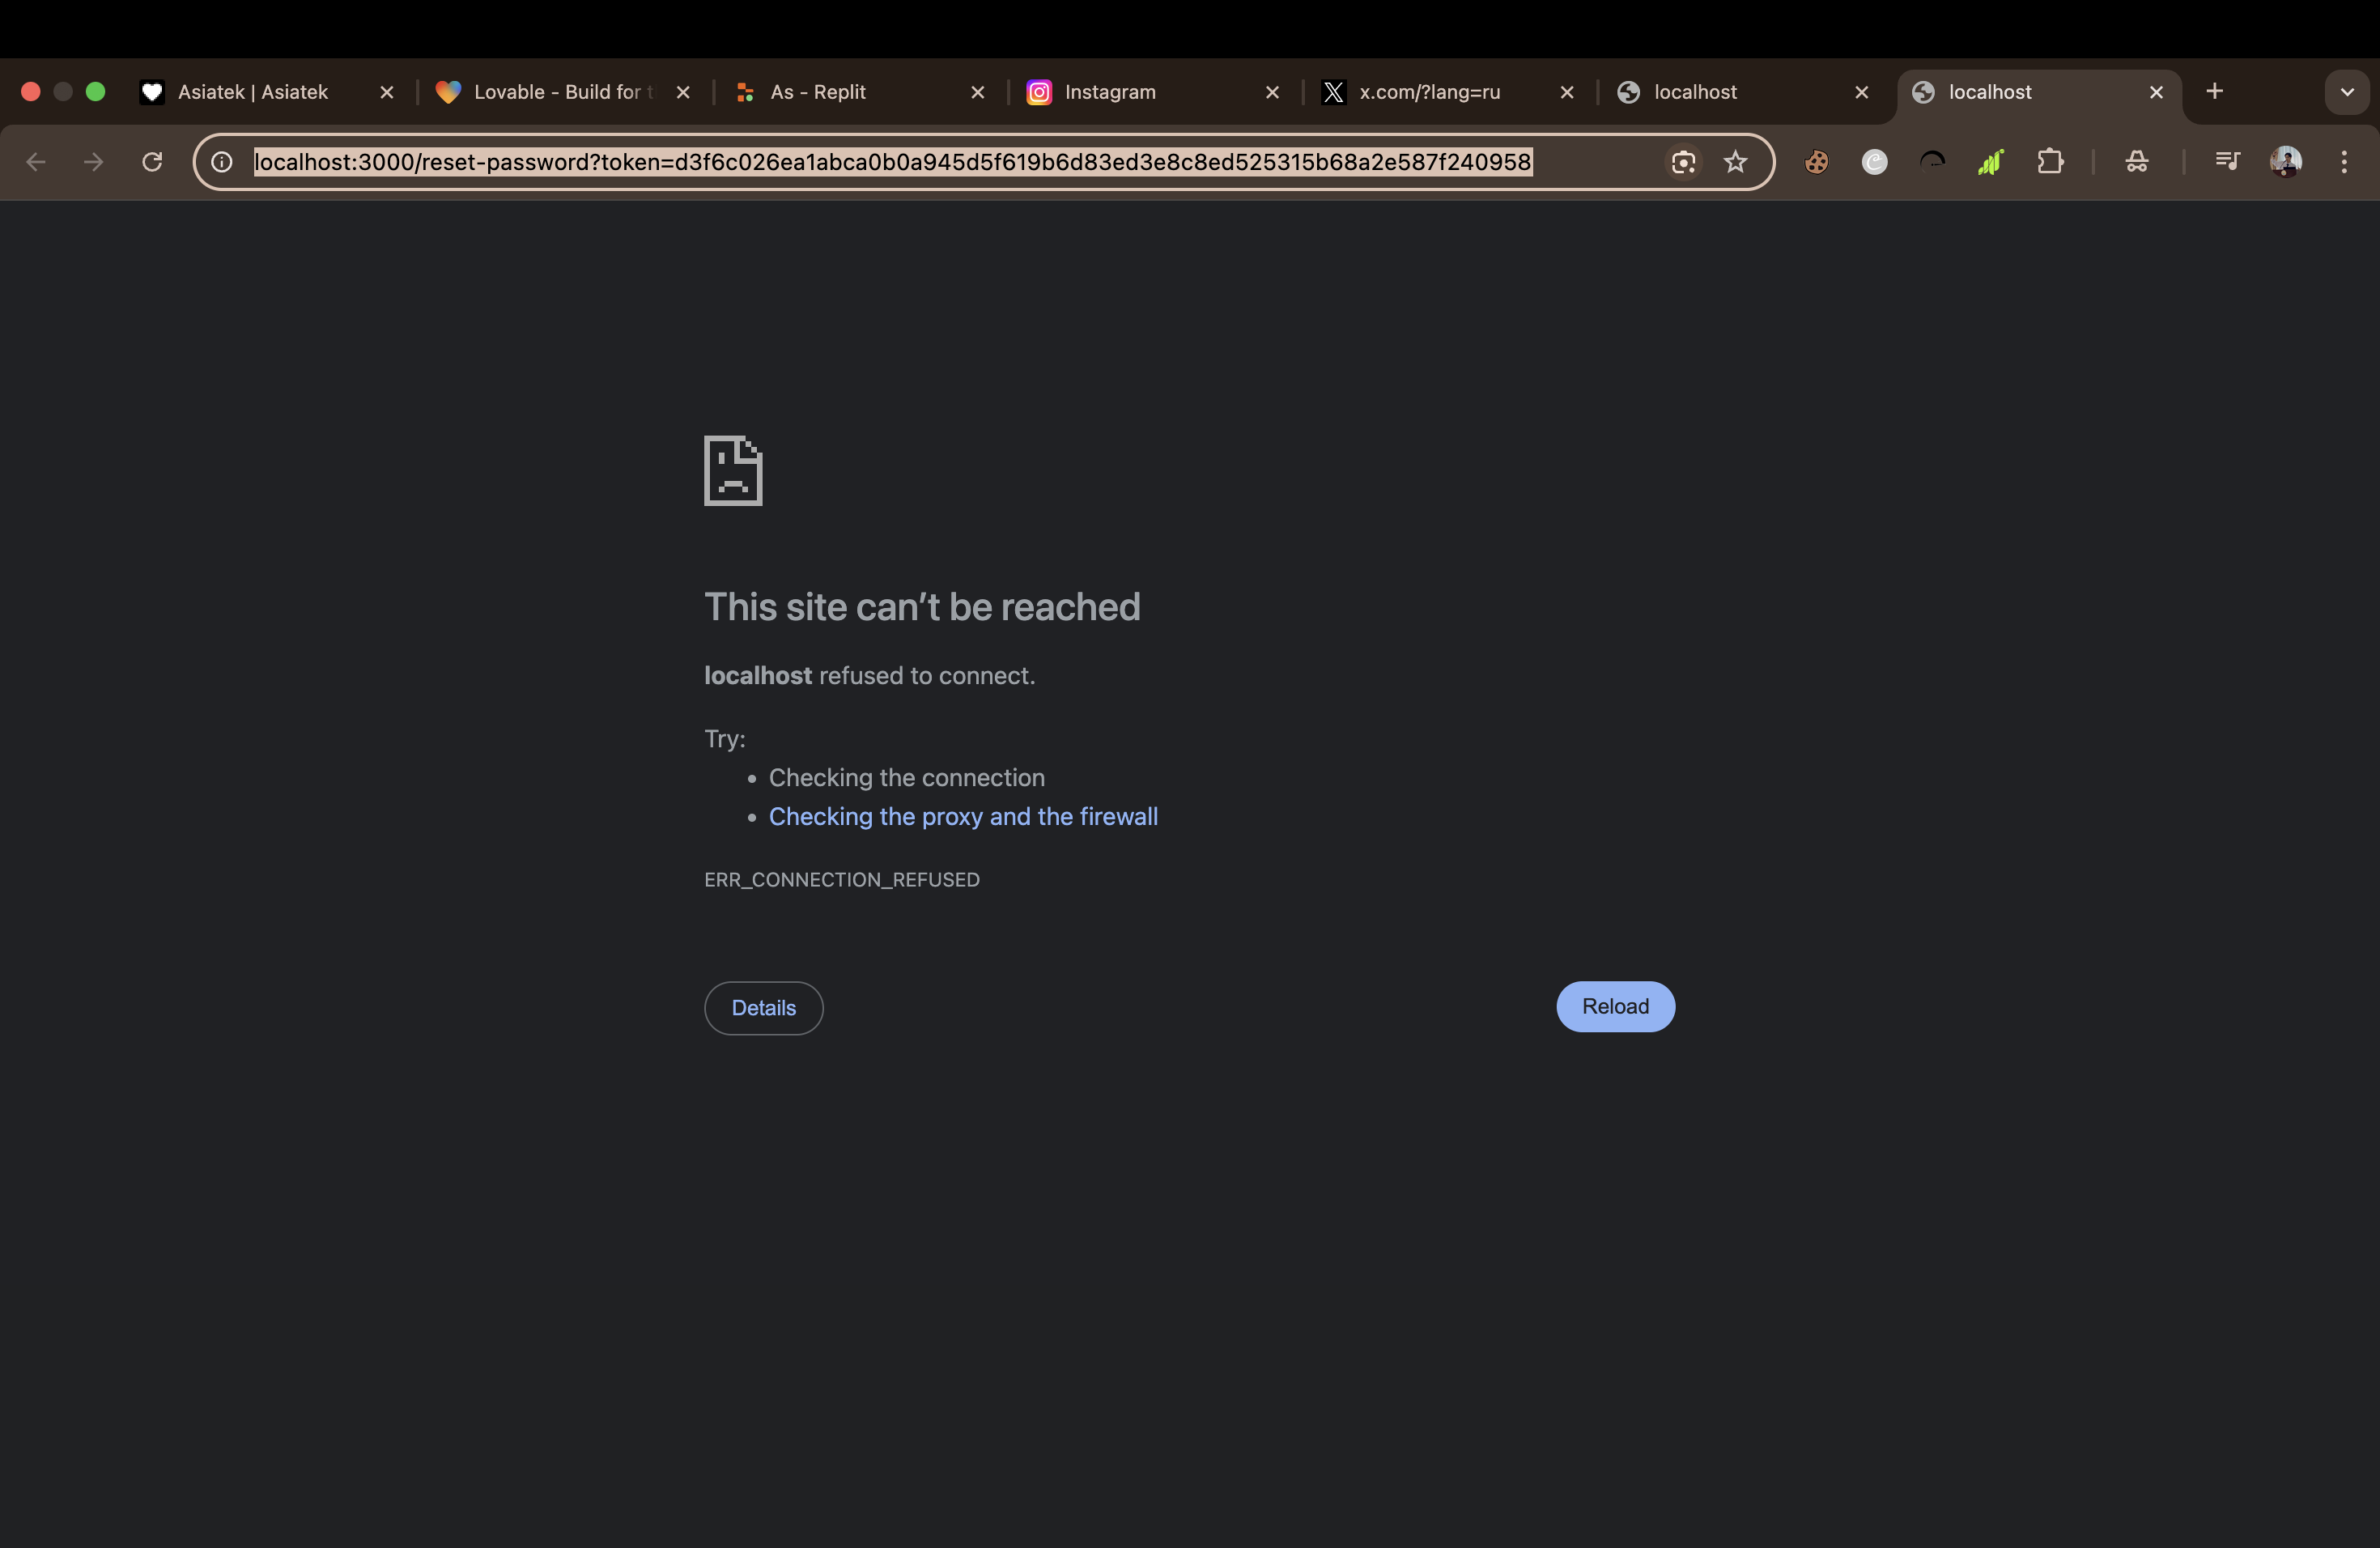 Asiatek | Asiatek
Lovable - Build for t
As - Replit
Instagram
x.com/?lang=ru
localhost
localhost
localhost:3000/reset-password?token=d3f6c026ea1abca0b0a945d5f619b6d83ed3e8c8ed525315b68a2e587f240958
This site can’t be reached
localhost refused to connect.
Try:
• Checking the connection
• Checking the proxy and the firewall
ERR_CONNECTION_REFUSED
Details
Reload